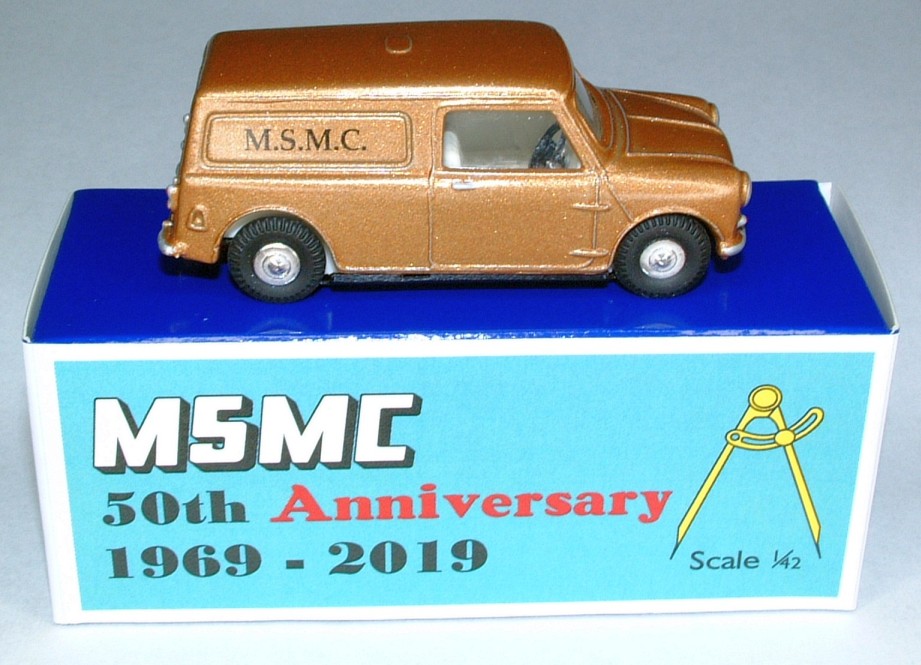 M.S.M.C.
MSMC
50th Anniversary
1969 - 2019
Scale 1/42